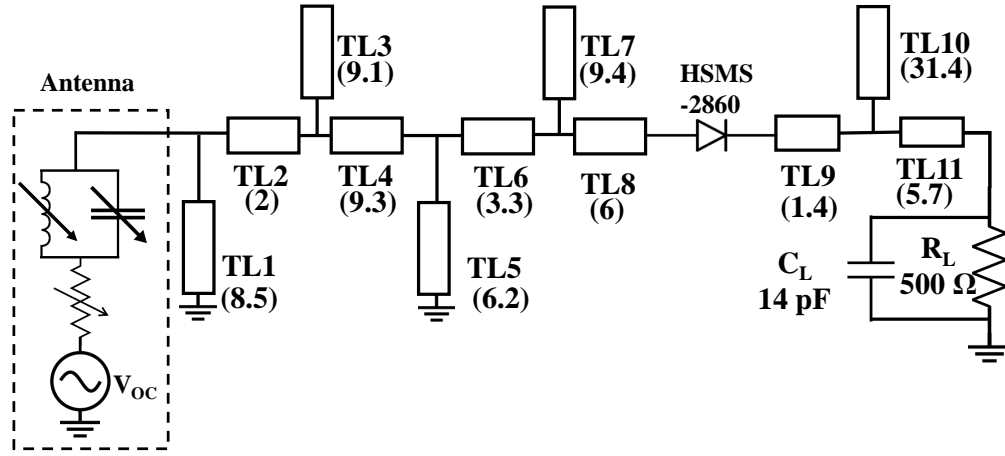 Antenna
V_OC
TL1
(8.5)
TL2
(2)
TL3
(9.1)
TL4
(9.3)
TL5
(6.2)
TL6
(3.3)
TL7
(9.4)
TL8
(6)
HSMS
-2860
TL9
(1.4)
TL10
(31.4)
TL11
(5.7)
C_L
14 pF
R_L
500 Ω